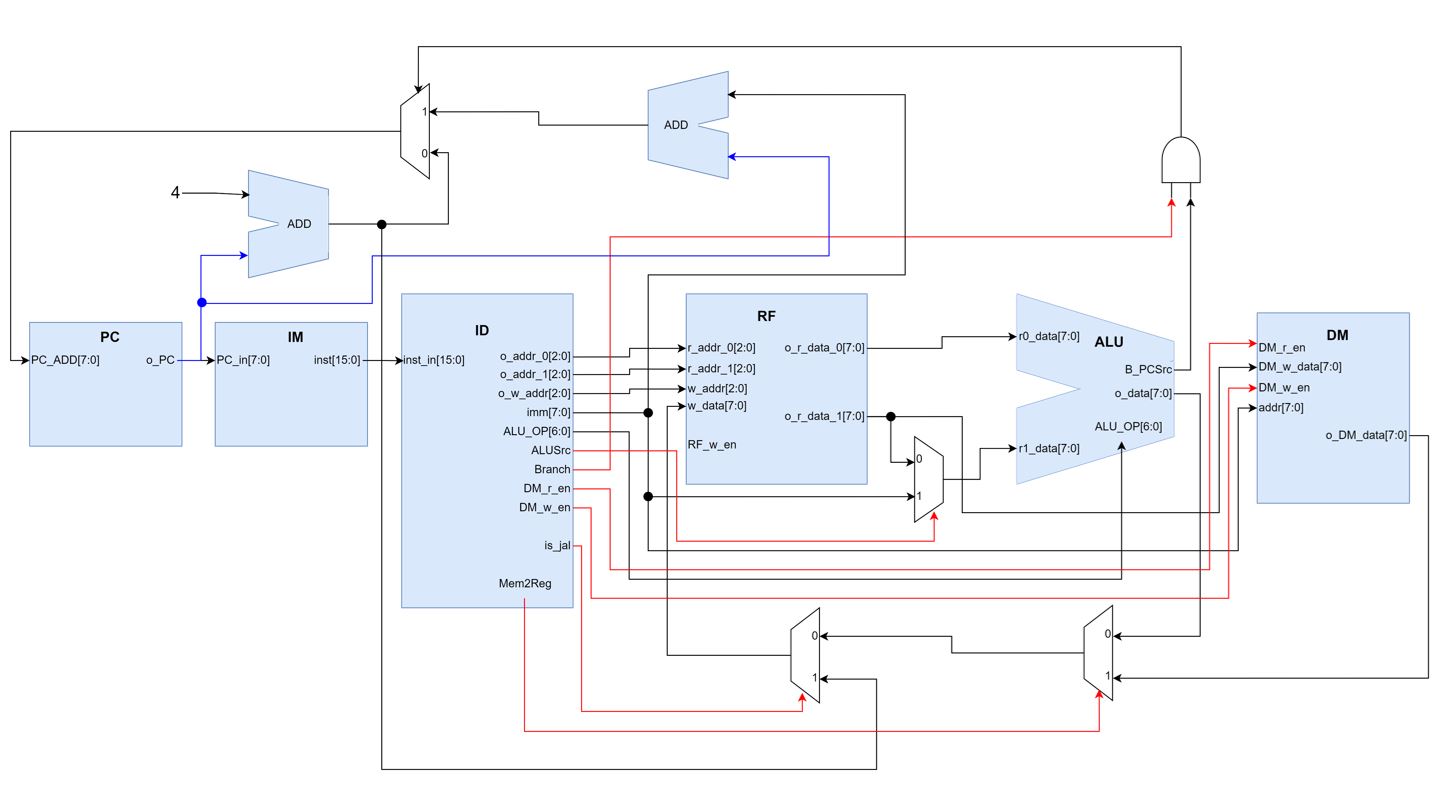 1
0
ADD
4
ADD
PC
PC_ADD[7:0]
o_PC
IM
PC_in[7:0]
inst[15:0]
ID
inst_in[15:0]
o_addr_0[2:0]
o_addr_1[2:0]
o_w_addr[2:0]
imm[7:0]
ALU_OP[6:0]
ALUSrc
Branch
DM_r_en
DM_w_en
is_jal
Mem2Reg
RF
r_addr_0[2:0]
r_addr_1[2:0]
w_addr[2:0]
w_data[7:0]
RF_w_en
o_r_data_0[7:0]
o_r_data_1[7:0]
0
1
ALU
r0_data[7:0]
r1_data[7:0]
B_PCSrc
o_data[7:0]
ALU_OP[6:0]
DM
DM_r_en
DM_w_data[7:0]
DM_w_en
addr[7:0]
o_DM_data[7:0]
0
1
0
1